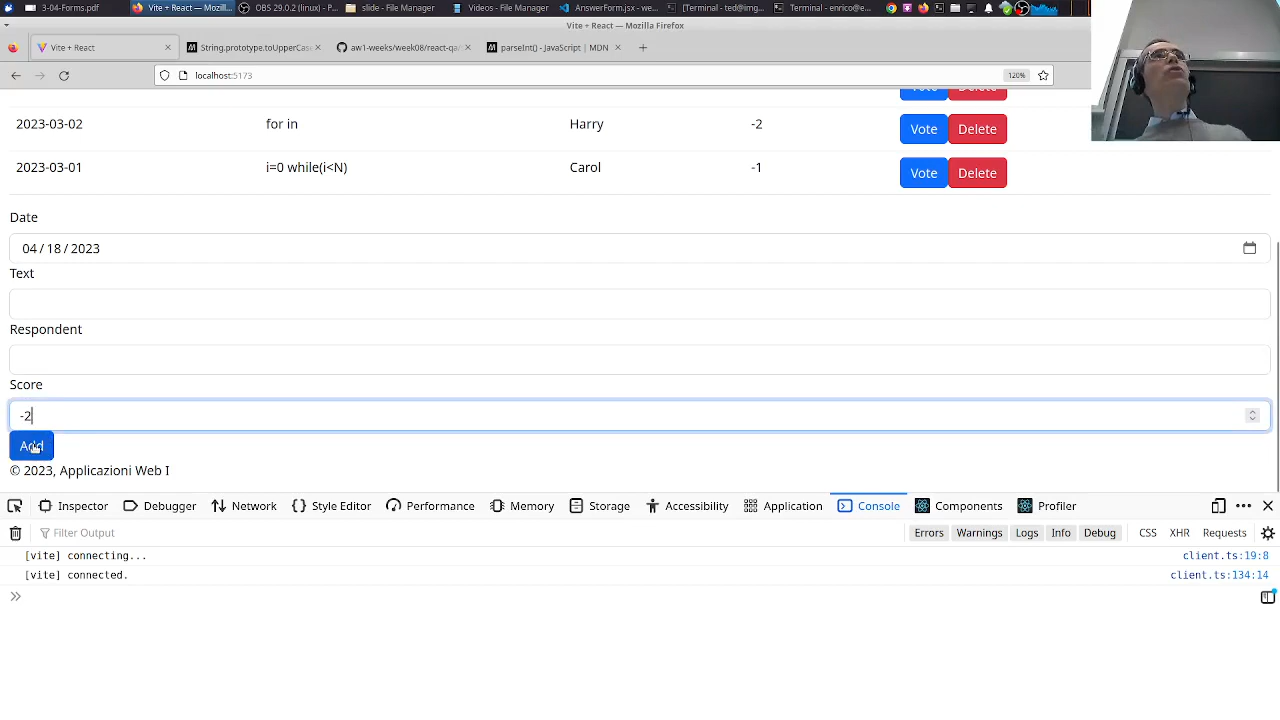 3-04-Forms.pdf
Vite + React — Mozill...
OBS 29.0.2 (linux) - P...
slide - File Manager
Videos - File Manager
AnswerForm.jsx - we...
[Terminal - ted@img...
Terminal - enrico@e...
Vite + React — Mozilla Firefox
Vite + React
String.prototype.toUpperCas
aw1-weeks/week08/react-qa
parseInt() - JavaScript | MDN
localhost:5173
120%
Vote Delete
2023-03-02 for in Harry -2 Vote Delete
2023-03-01 i=0 while(i<N) Carol -1 Vote Delete
Date
04 / 18 / 2023
Text
Respondent
Score
-2
Add
© 2023, Applicazioni Web I
Inspector Debugger Network Style Editor Performance Memory Storage Accessibility Application Console Components Profiler
Filter Output Errors Warnings Logs Info Debug CSS XHR Requests
[vite] connecting... client.ts:19:8
[vite] connected. client.ts:134:14